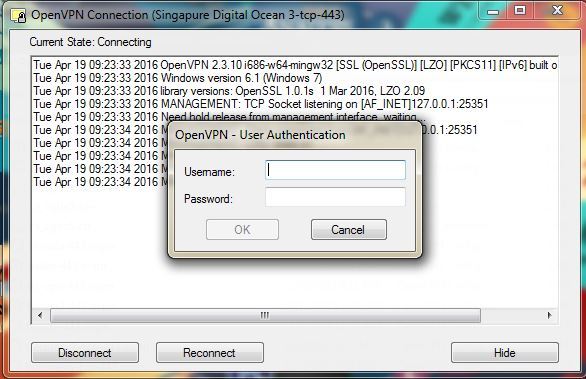 OpenVPN Connection (Singapure Digital Ocean 3-tcp-443)
Current State: Connecting
Tue Apr 19 09:23:33 2016 OpenVPN 2.3.10 i686-w64-mingw32 [SSL (OpenSSL)] [LZO] [PKCS11] [IPv6] built o
Tue Apr 19 09:23:33 2016 Windows version 6.1 (Windows 7)
Tue Apr 19 09:23:33 2016 library versions: OpenSSL 1.0.1s 1 Mar 2016, LZO 2.09
Tue Apr 19 09:23:33 2016 MANAGEMENT: TCP Socket listening on [AF_INET]127.0.0.1:25351
Tue Apr 19 09:23:33 2016 Need hold release from management interface, waiting
Tue Apr 19 09:23:34 2016 M .0.0.1:25351
Tue Apr 19 09:23:34 2016 M
Tue Apr 19 09:23:34 2016 M
Tue Apr 19 09:23:34 2016 M
Tue Apr 19 09:23:34 2016 M
OpenVPN - User Authentication
Username:
Password:
OK Cancel
Disconnect Reconnect Hide